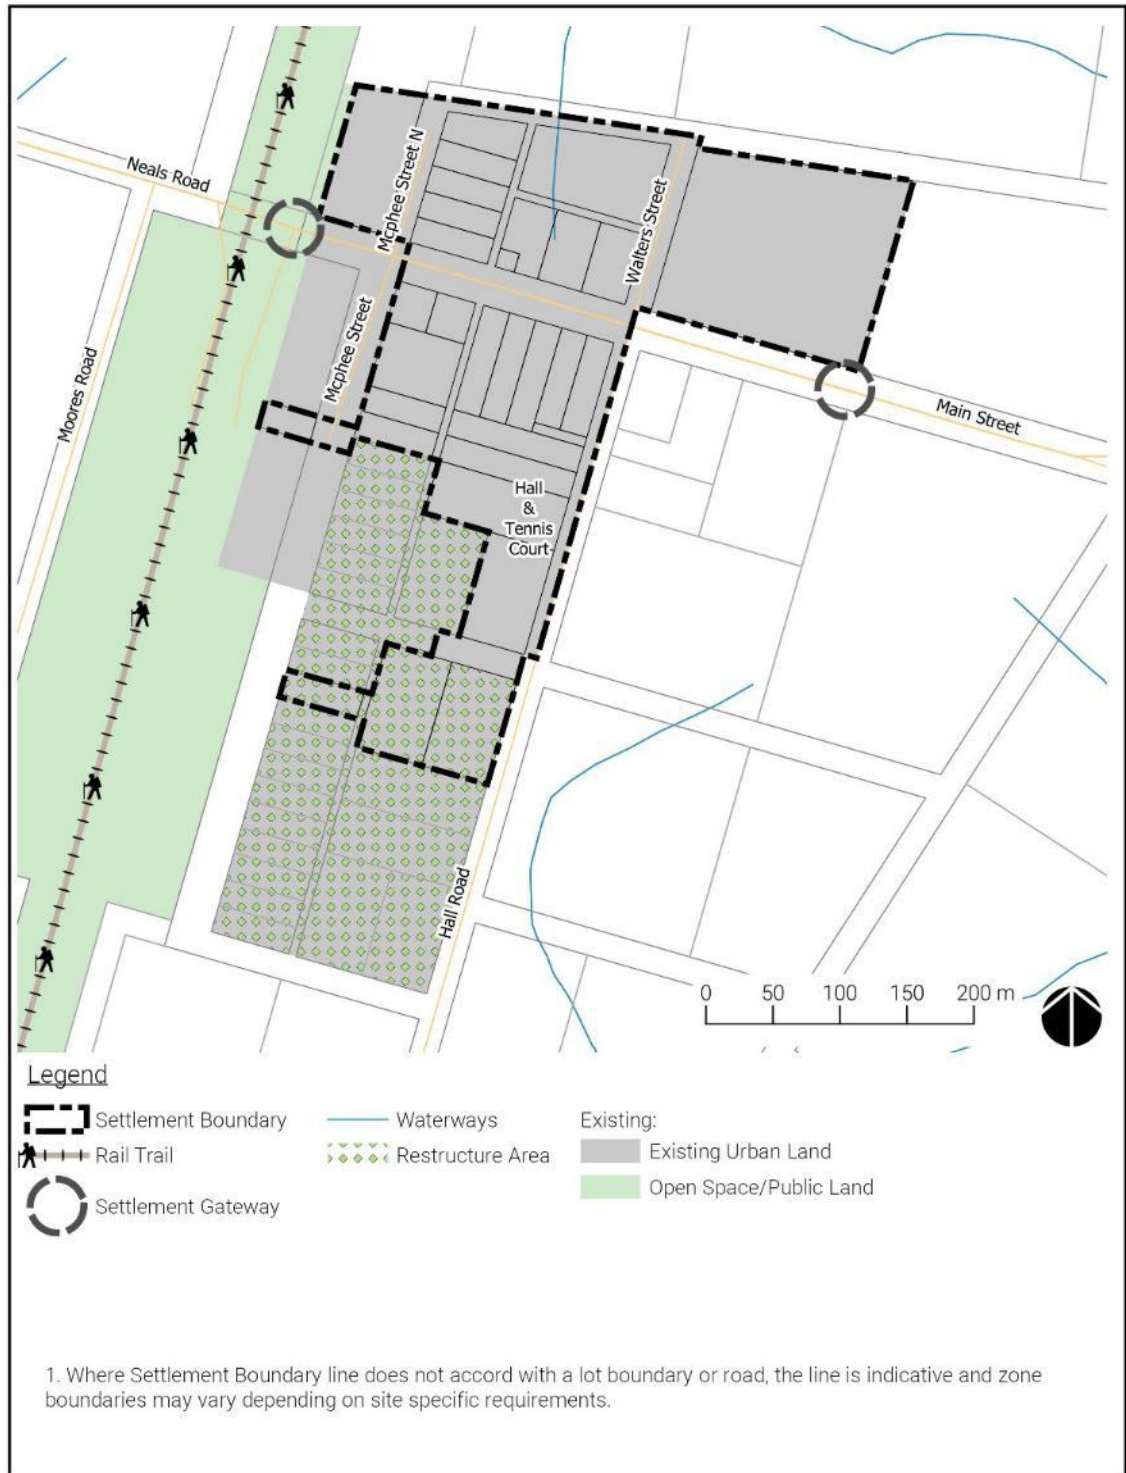 Neals Road
Mcphee Street N
Walters Street
Mcphee Street
Moores Road
Main Street
Hall
&
Tennis
Court
Hall Road
0 50 100 150 200 m
Legend
Settlement Boundary
Waterways
Existing:
Rail Trail
Restructure Area
Existing Urban Land
Settlement Gateway
Open Space/Public Land
1. Where Settlement Boundary line does not accord with a lot boundary or road, the line is indicative and zone
boundaries may vary depending on site specific requirements.